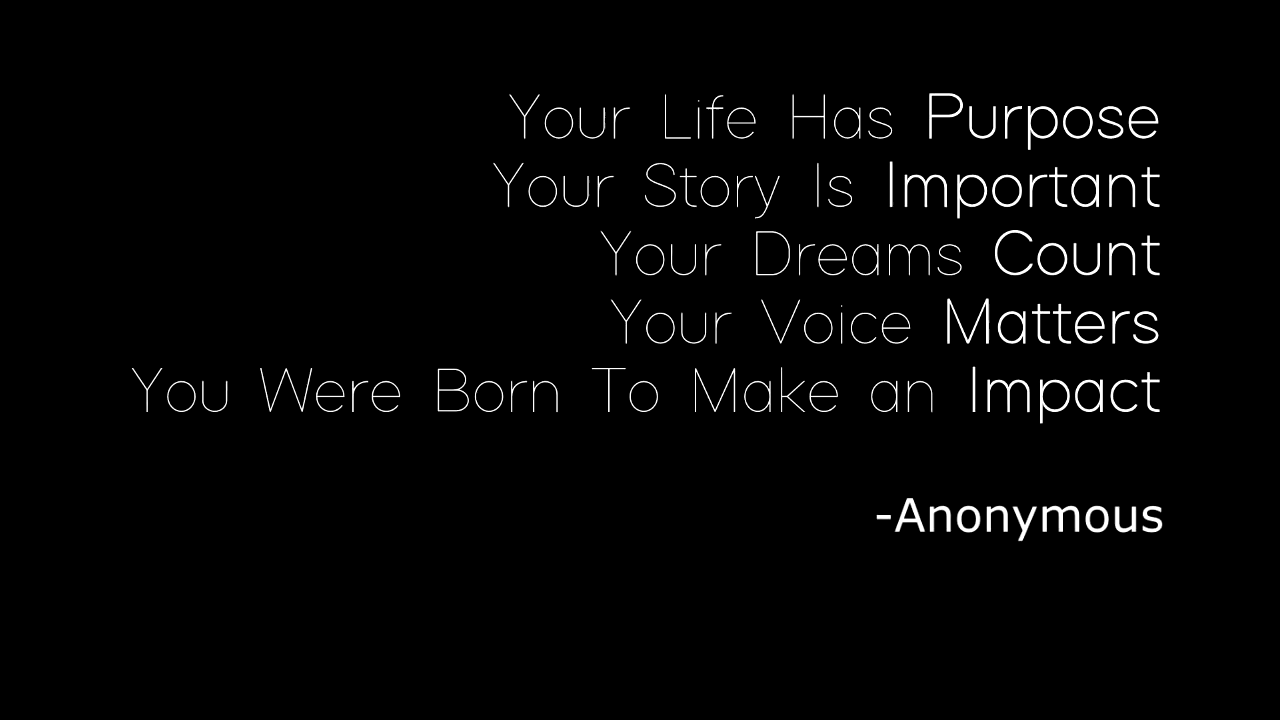 Your Life Has Purpose
Your Story Is Important
Your Dreams Count
Your Voice Matters
You Were Born To Make an Impact
-Anonymous